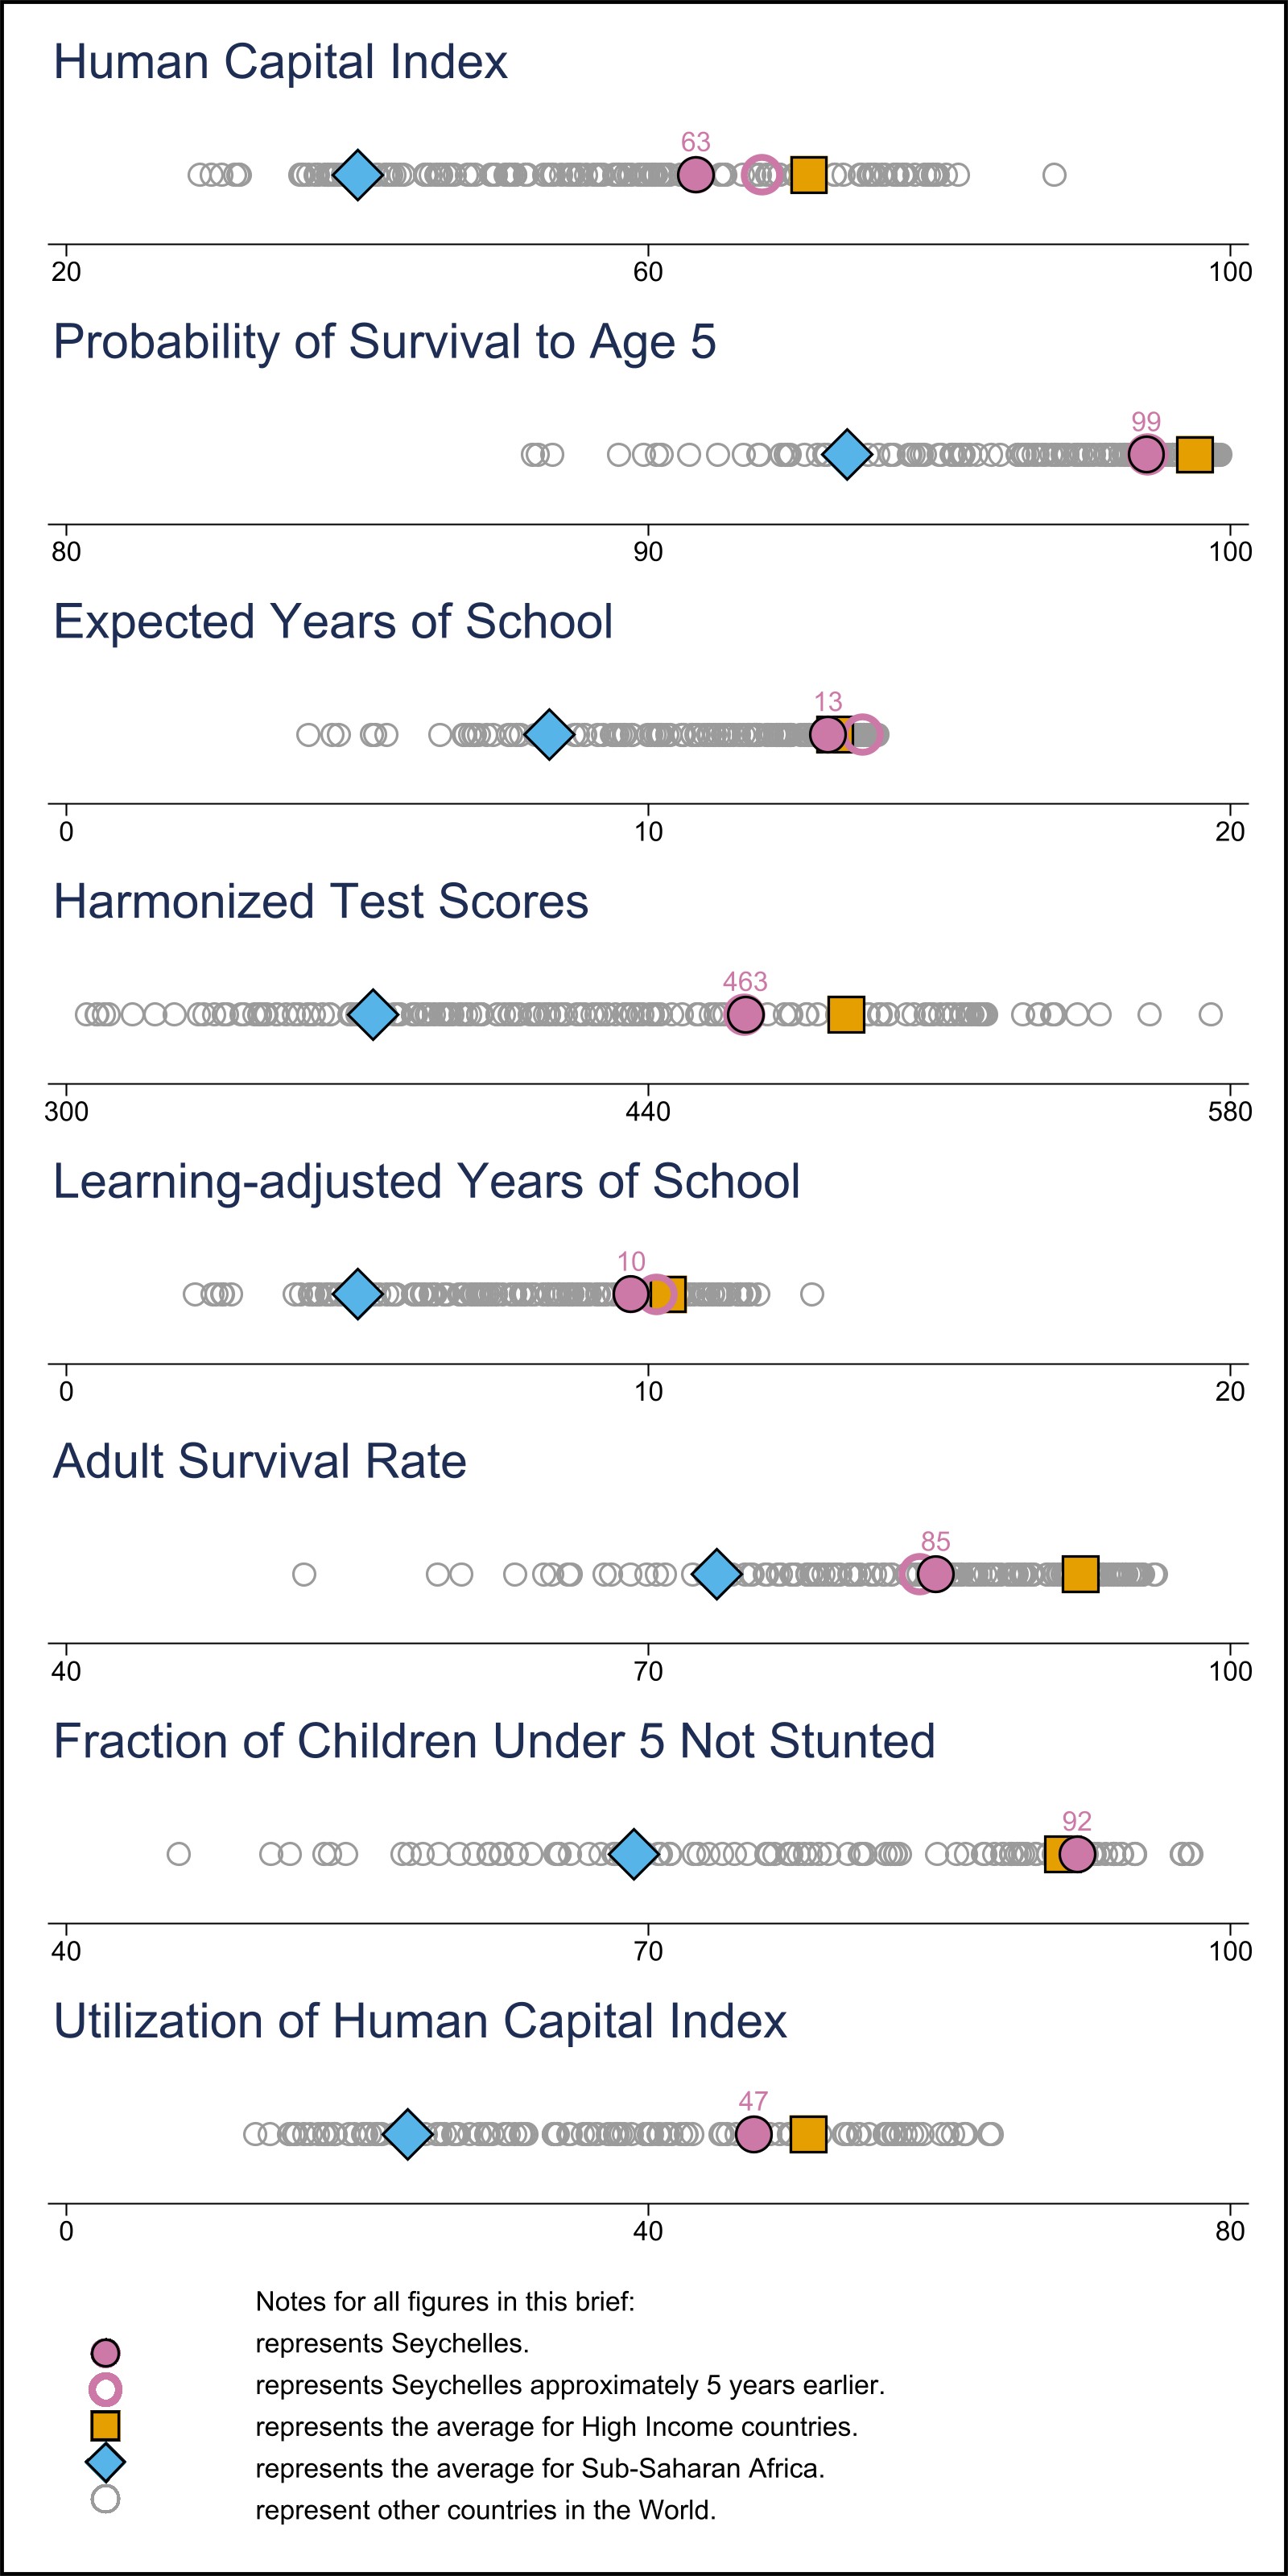 Human Capital Index
63
20 60 100
Probability of Survival to Age 5
99
80 90 100
Expected Years of School
13
0 10 20
Harmonized Test Scores
463
300 440 580
Learning-adjusted Years of School
10
0 10 20
Adult Survival Rate
85
40 70 100
Fraction of Children Under 5 Not Stunted
92
40 70 100
Utilization of Human Capital Index
47
0 40 80
Notes for all figures in this brief:
represents Seychelles.
represents Seychelles approximately 5 years earlier.
represents the average for High Income countries.
represents the average for Sub-Saharan Africa.
represent other countries in the World.